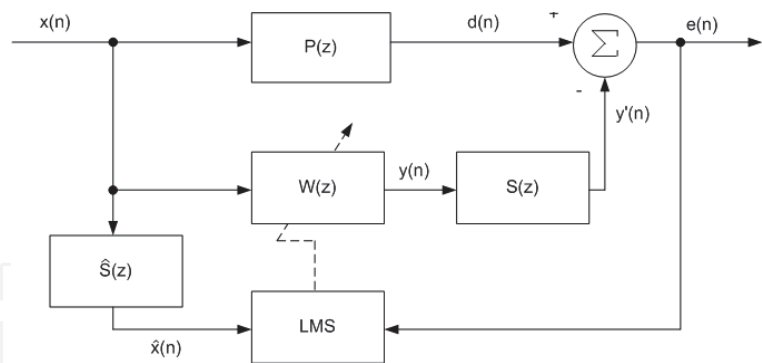 x(n)
P(z)
d(n)
+
Σ
e(n)
-
y'(n)
W(z)
y(n)
S(z)
Ŝ(z)
x̂(n)
LMS